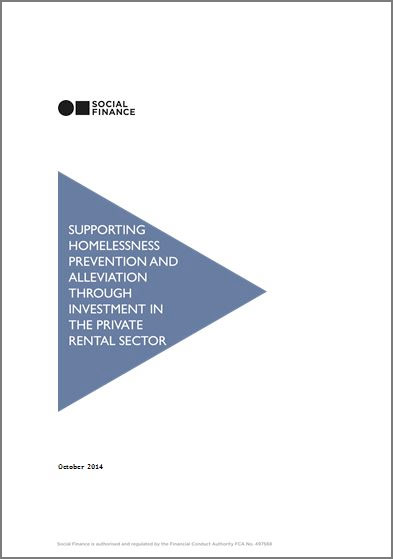 SOCIAL
FINANCE
SUPPORTING
HOMELESSNESS
PREVENTION AND
ALLEVIATION
THROUGH
INVESTMENT IN
THE PRIVATE
RENTAL SECTOR
October 2014
Social Finance is authorised and regulated by the Financial Conduct Authority FCA No. 497568